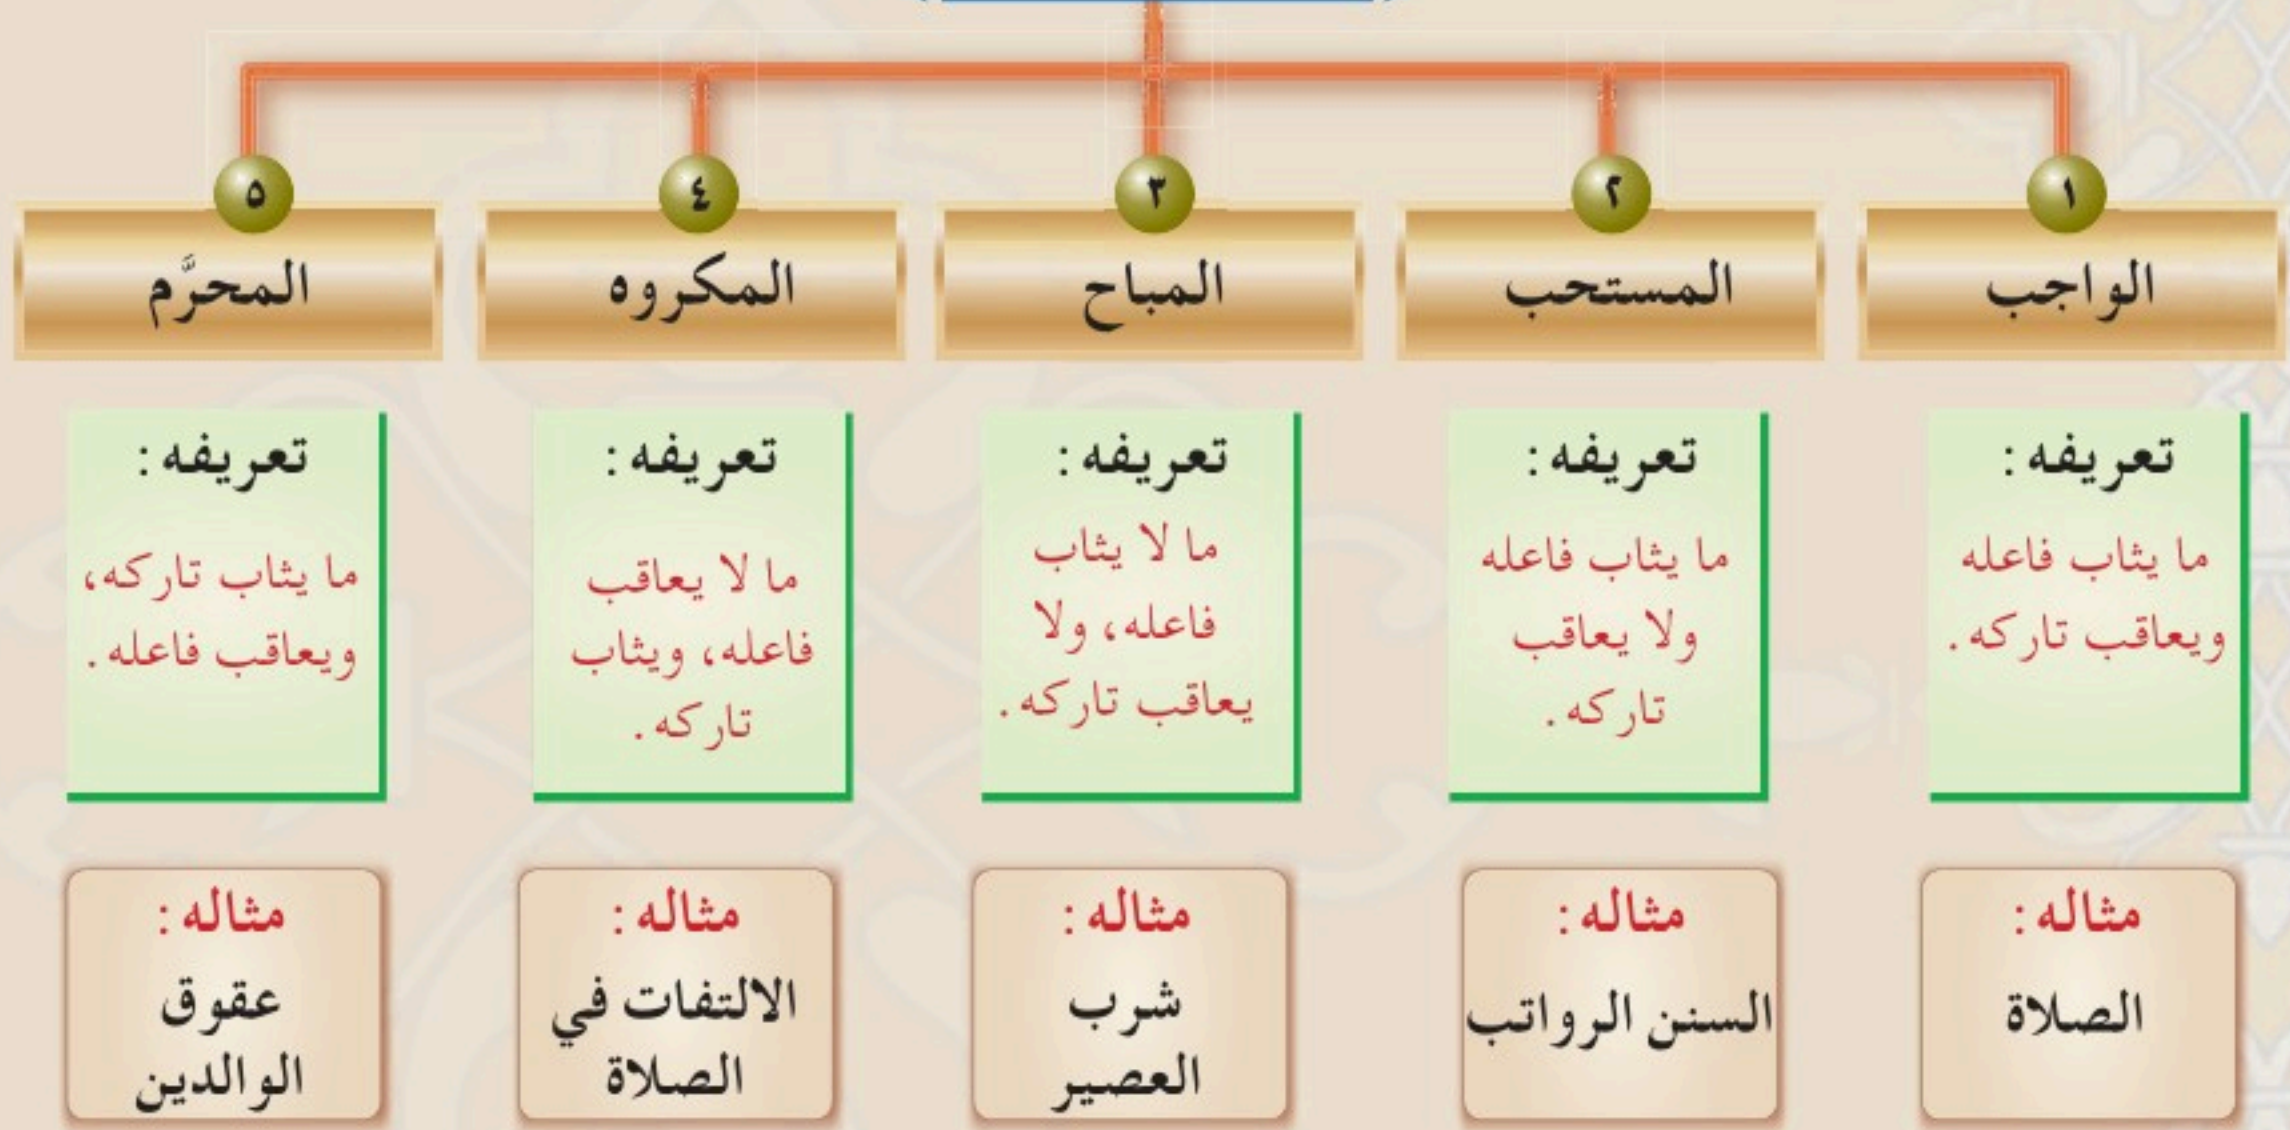 ١
الواجب
تعريفه:
ما يثاب فاعله
ويعاقب تاركه.
مثاله:
الصلاة
٢
المستحب
تعريفه:
ما يثاب فاعله
ولا يعاقب
تاركه.
مثاله:
السنن الرواتب
٣
المباح
تعريفه:
ما لا يثاب
فاعله، ولا
يعاقب تاركه.
مثاله:
شرب
العصير
٤
المكروه
تعريفه:
ما لا يعاقب
فاعله، ويثاب
تاركه.
مثاله:
الالتفات في
الصلاة
٥
المحرَّم
تعريفه:
ما يثاب تاركه،
ويعاقب فاعله.
مثاله:
عقوق
الوالدين